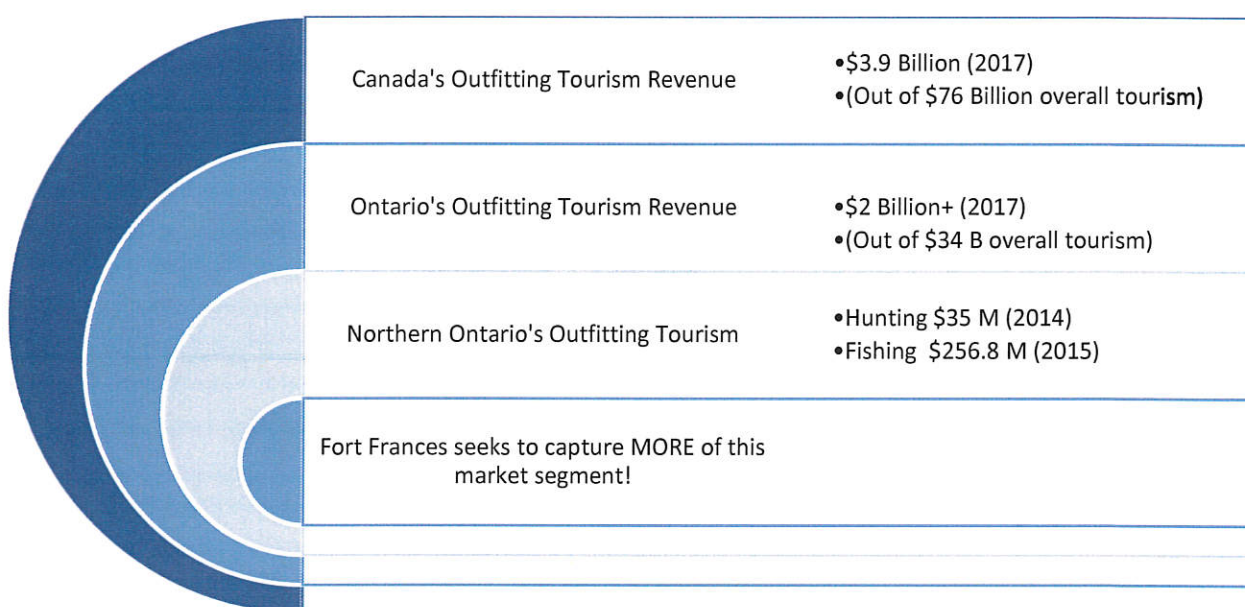 Canada's Outfitting Tourism Revenue
•$3.9 Billion (2017)
•(Out of $76 Billion overall tourism)
Ontario's Outfitting Tourism Revenue
•$2 Billion+ (2017)
•(Out of $34 B overall tourism)
Northern Ontario's Outfitting Tourism
•Hunting $35 M (2014)
•Fishing $256.8 M (2015)
Fort Frances seeks to capture MORE of this
market segment!